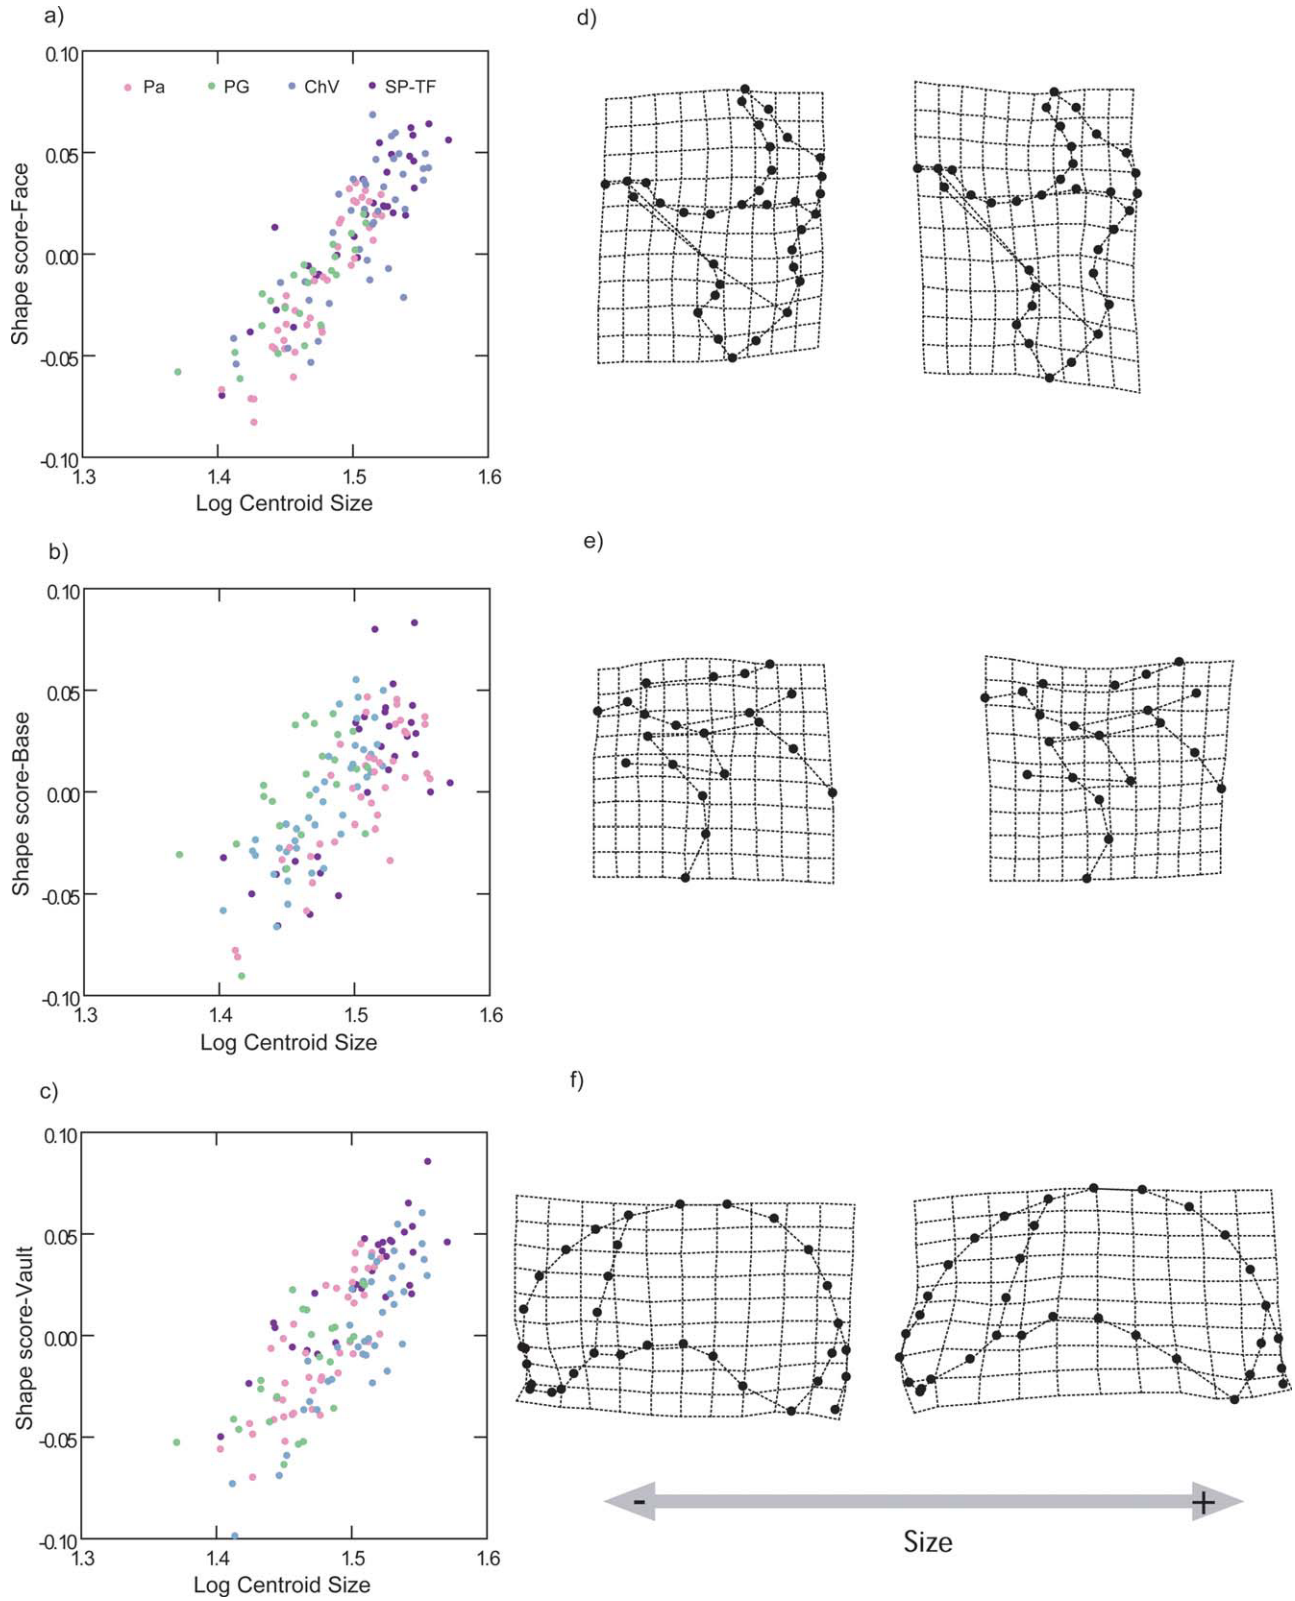 a)
d)
0.10
Pa PG ChV SP-TF
0.05
0.00
-0.05
-0.10
Shape score-Face
1.3 1.4 1.5 1.6
Log Centroid Size
b)
e)
0.10
0.05
0.00
-0.05
-0.10
Shape score-Base
1.3 1.4 1.5 1.6
Log Centroid Size
c)
f)
0.10
0.05
0.00
-0.05
-0.10
Shape score-Vault
1.3 1.4 1.5 1.6
Log Centroid Size
- +
Size